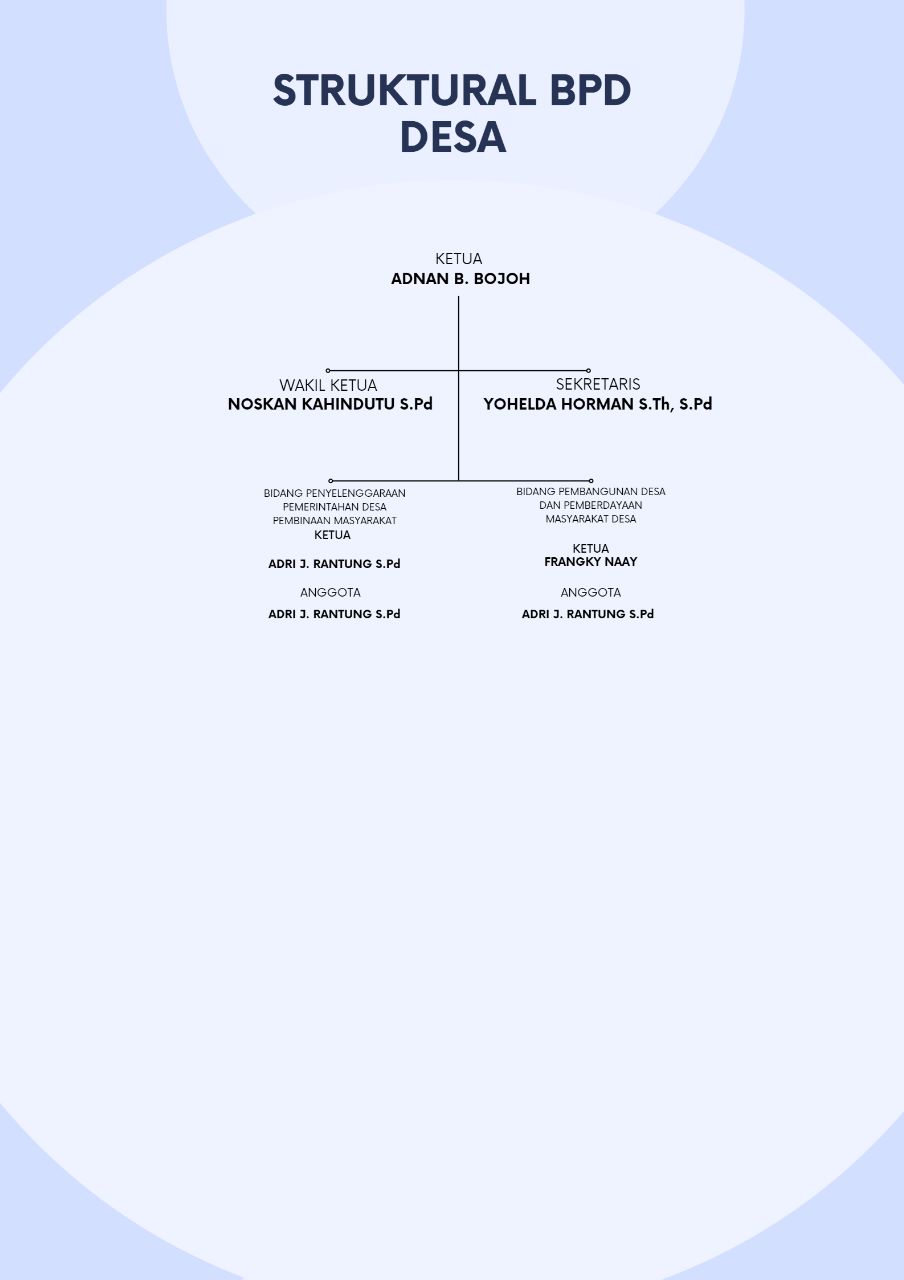 STRUKTURAL BPD
DESA
KETUA
ADNAN B. BOJOH
WAKIL KETUA
NOSKAN KAHINDUTU S.Pd
SEKRETARIS
YOHELDA HORMAN S.Th, S.Pd
BIDANG PENYELENGGARAAN
PEMERINTAHAN DESA
PEMBINAAN MASYARAKAT
KETUA
ADRI J. RANTUNG S.Pd
ANGGOTA
ADRI J. RANTUNG S.Pd
BIDANG PEMBANGUNAN DESA
DAN PEMBERDAYAAN
MASYARAKAT DESA
KETUA
FRANGKY NAAY
ANGGOTA
ADRI J. RANTUNG S.Pd